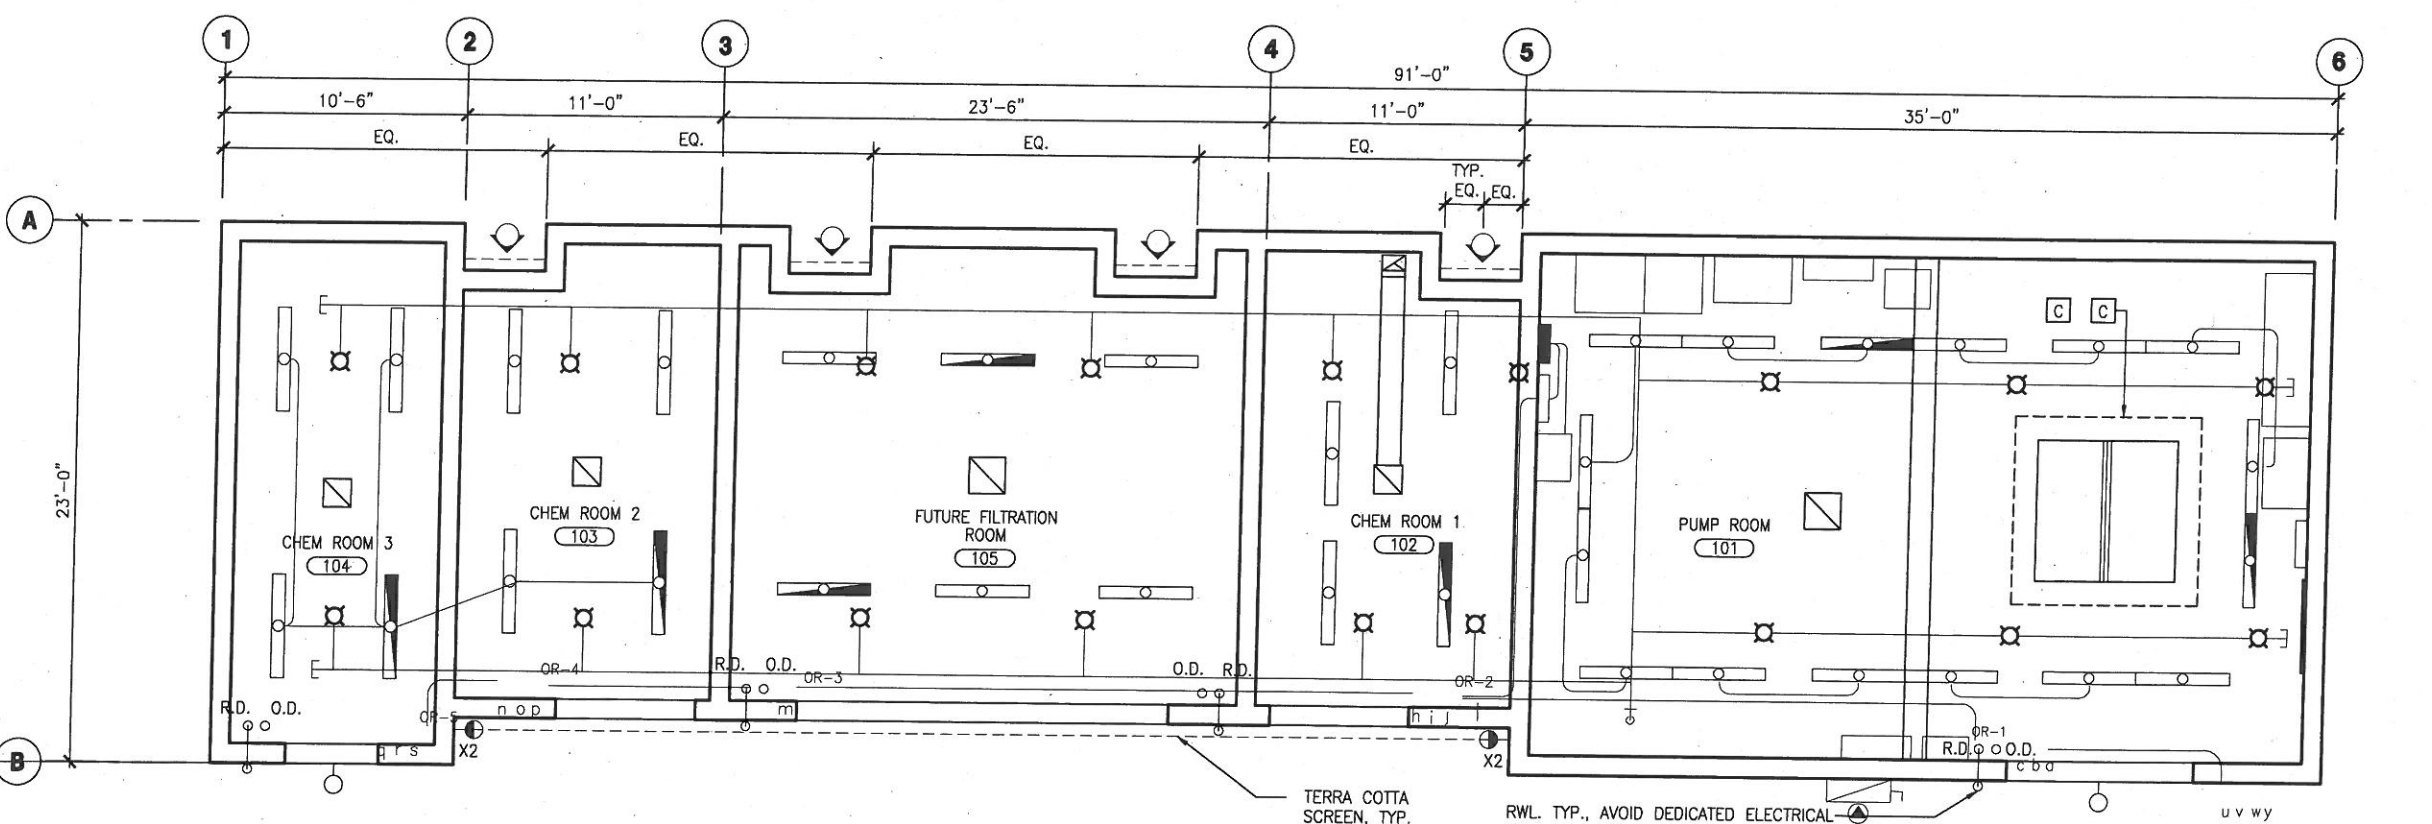 1 2 3 4 5 6
91'-0"
10'-6" 11'-0" 23'-6" 11'-0" 35'-0"
EQ. EQ. EQ. EQ.
TYP.
EQ. EQ.
A
23'-0"
C C
CHEM ROOM 3
104
CHEM ROOM 2
103
FUTURE FILTRATION
ROOM
105
CHEM ROOM 1
102
PUMP ROOM
101
OR-4
R.D. O.D.
OR-3
O.D. R.D.
OR-2
R.D. O.D.
OR-5
n o p
m
h i j l
q r s
X2
X2
OR-1
R.D. O.D.
c b d
B
TERRA COTTA
SCREEN, TYP.
RWL. TYP., AVOID DEDICATED ELECTRICAL
u v w y